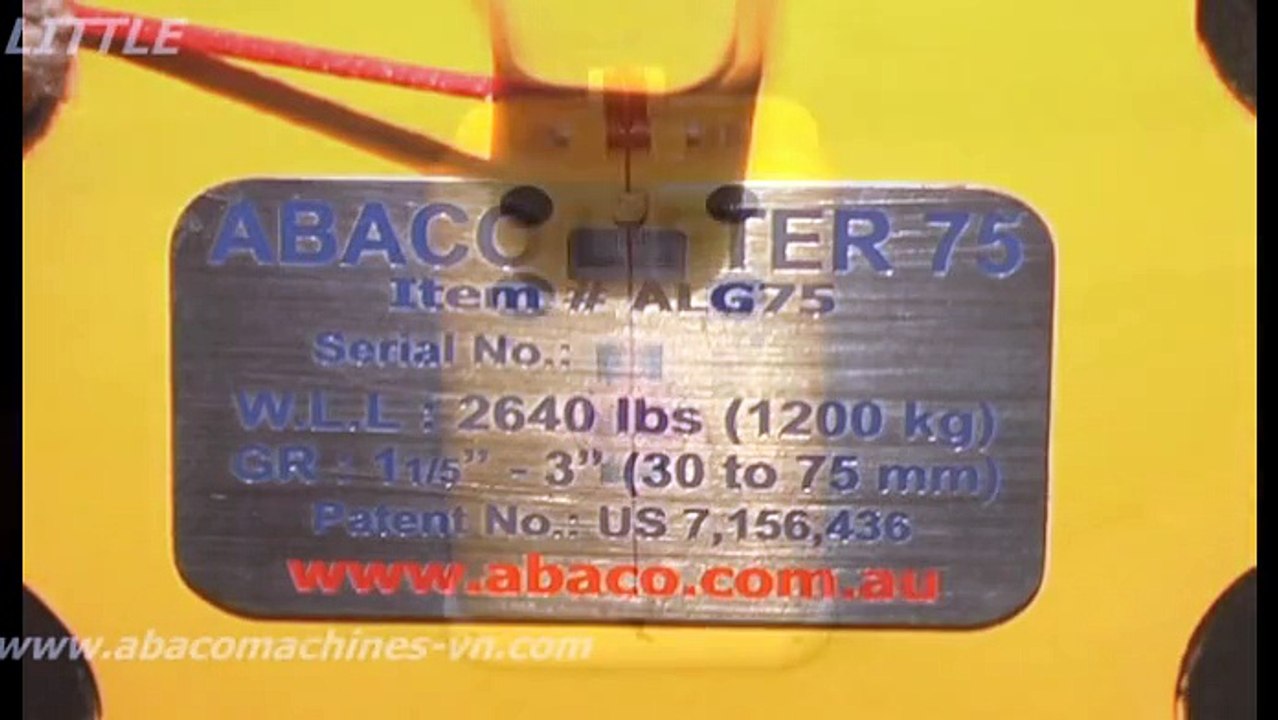 LITTLE
ABACO TER 75
Item # ALG75
Serial No.:
W.L.L : 2640 lbs (1200 kg)
GR : 1 1/5” - 3” (30 to 75 mm)
Patent No.: US 7,156,436
www.abaco.com.au
www.abacomachines-vn.com